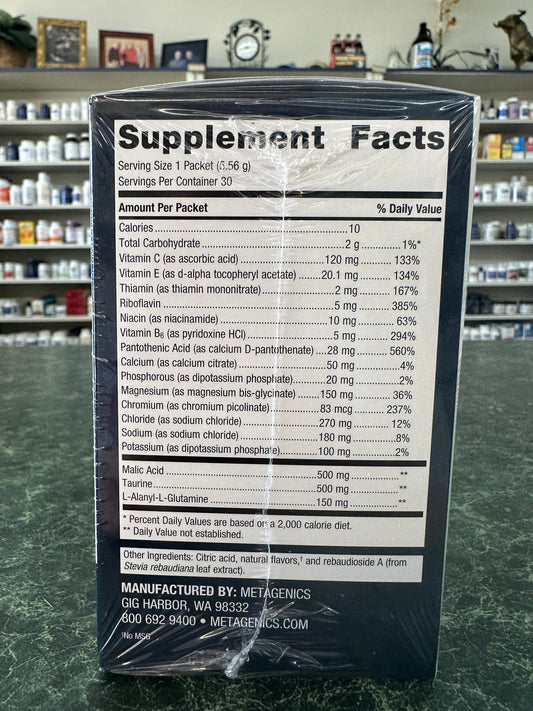 Supplement Facts
Serving Size 1 Packet (6.56 g)
Servings Per Container 30
Amount Per Packet % Daily Value
Calories 10
Total Carbohydrate 2 g 1%*
Vitamin C (as ascorbic acid) 120 mg 133%
Vitamin E (as d-alpha tocopheryl acetate) 20.1 mg 134%
Thiamin (as thiamin mononitrate) 2 mg 167%
Riboflavin 5 mg 385%
Niacin (as niacinamide) 10 mg 63%
Vitamin B₆ (as pyridoxine HCl) 5 mg 294%
Pantothenic Acid (as calcium D-pantothenate) 28 mg 560%
Calcium (as calcium citrate) 50 mg 4%
Phosphorous (as dipotassium phosphate) 20 mg 2%
Magnesium (as magnesium bis-glycinate) 150 mg 36%
Chromium (as chromium picolinate) 83 mcg 237%
Chloride (as sodium chloride) 270 mg 12%
Sodium (as sodium chloride) 180 mg 8%
Potassium (as dipotassium phosphate) 100 mg 2%
Malic Acid 500 mg **
Taurine 500 mg **
L-Alanyl-L-Glutamine 150 mg **
* Percent Daily Values are based on a 2,000 calorie diet.
** Daily Value not established.
Other Ingredients: Citric acid, natural flavors,† and rebaudioside A (from
Stevia rebaudiana leaf extract).
MANUFACTURED BY: METAGENICS
GIG HARBOR, WA 98332
800 692 9400 • METAGENICS.COM
†No MSG